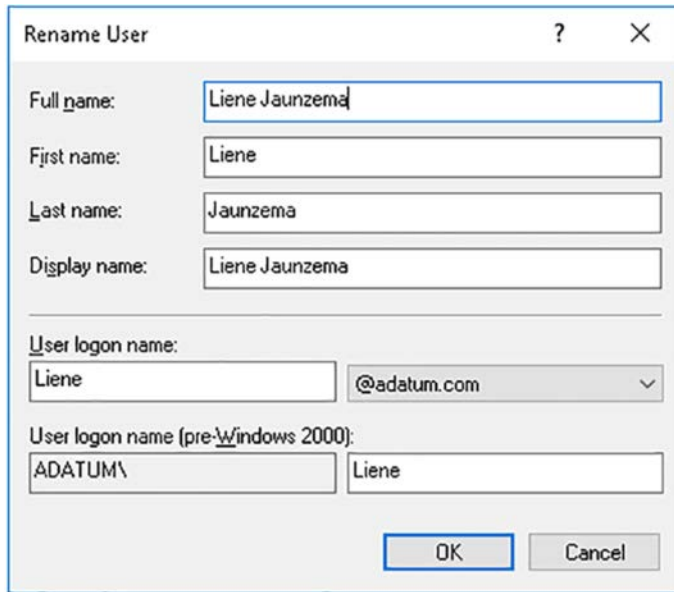 Rename User ?
Full name: Liene Jaunzema
First name: Liene
Last name: Jaunzema
Display name: Liene Jaunzema
User logon name:
Liene @adatum.com
User logon name (pre-Windows 2000):
ADATUM\ Liene
OK Cancel